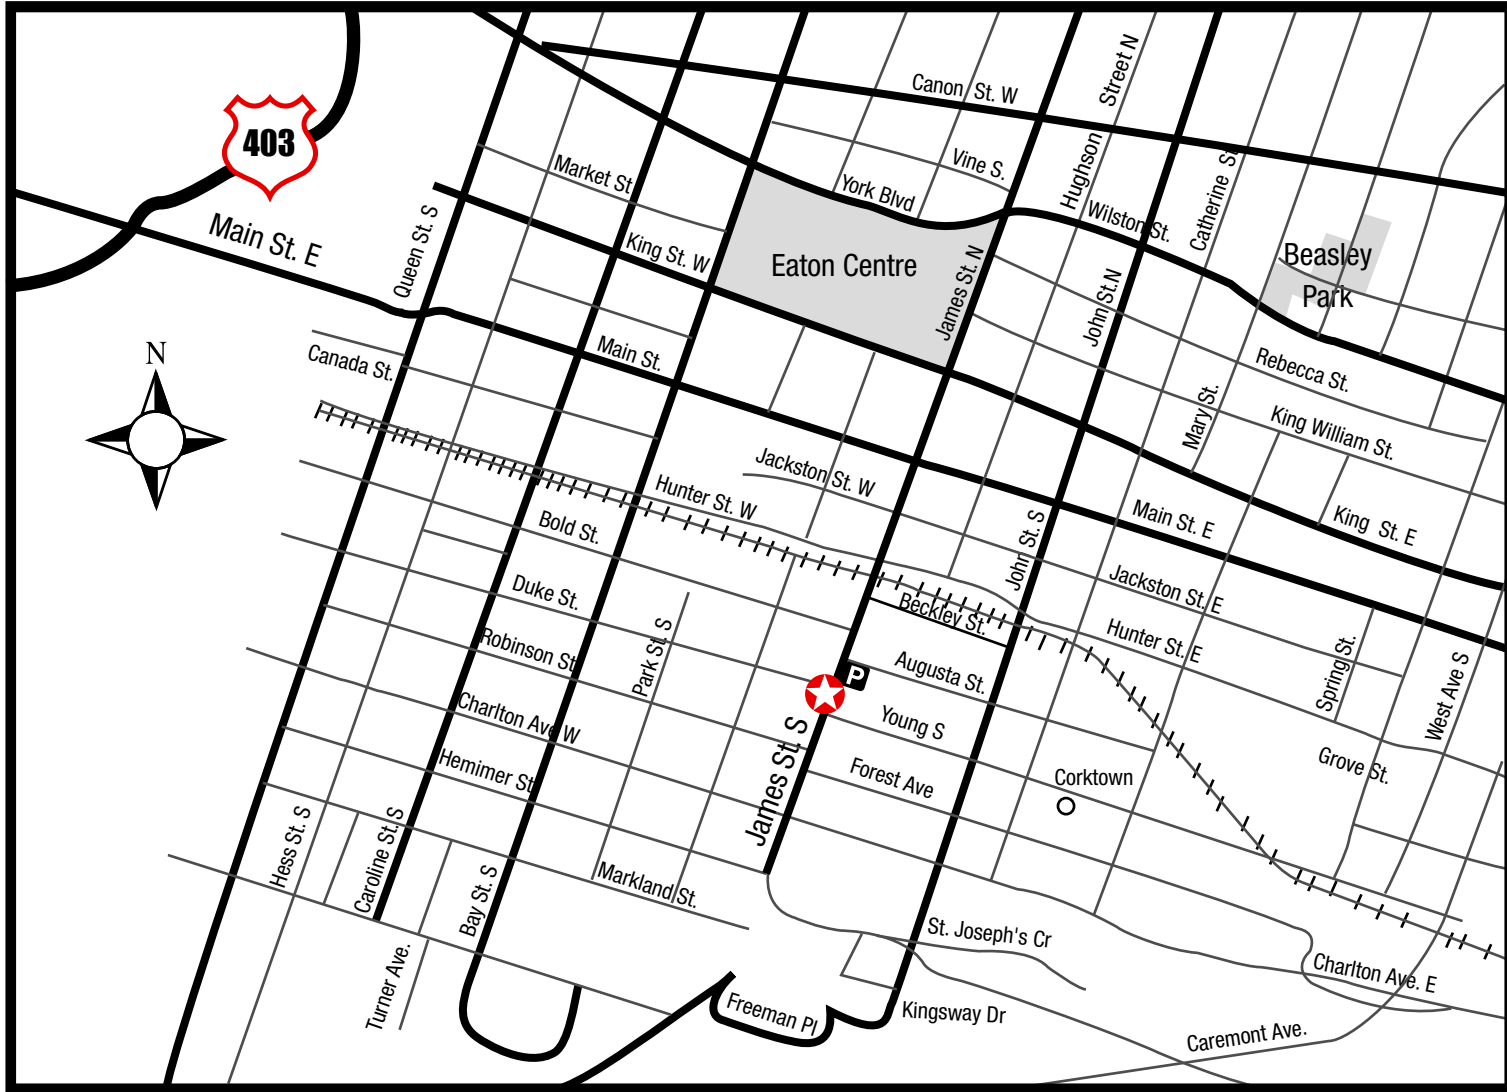 Canon St. W
Hughson Street N
403
Market St
Vine S.
York Blvd
Wilston St.
Catherine St
Main St. E
Queen St. S
King St. W
Eaton Centre
James St. N
John St.N
Beasley
Park
N
Canada St.
Main St.
Rebecca St.
Mary St.
King William St.
Jackston St. W
Hunter St. W
Bold St.
Main St. E
King St. E
John St. S
Duke St.
Beckley St.
Jackston St. E
Hunter St. E
Robinson St
Park St. S
P
Augusta St.
Spring St.
West Ave S
Charlton Ave W
Young S
James St. S
Hemimer St
Forest Ave
Corktown
Grove St.
Hess St. S
Caroline St. S
Bay St. S
Markland St.
Turner Ave.
St. Joseph's Cr
Charlton Ave. E
Freeman Pl
Kingsway Dr
Caremont Ave.